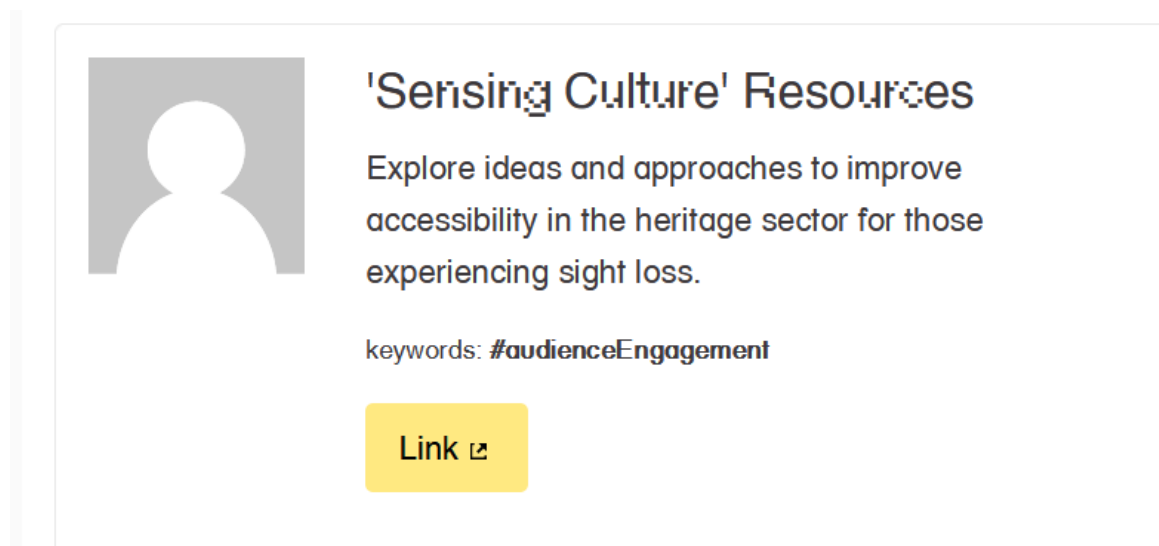 'Sensing Culture' Resources
Explore ideas and approaches to improve
accessibility in the heritage sector for those
experiencing sight loss.
keywords: #audienceEngagement
Link